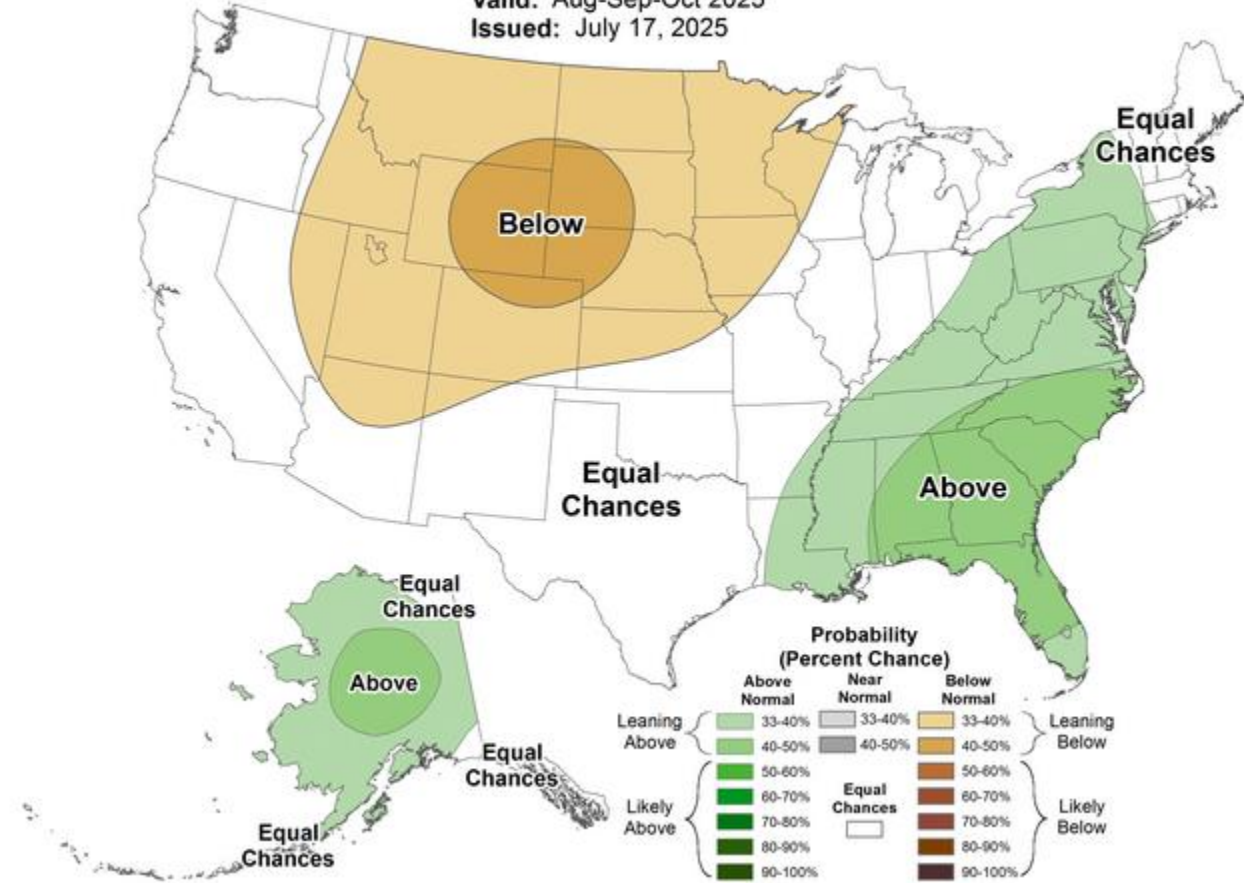 Valid: Aug-Sep-Oct 2025
Issued: July 17, 2025
Equal
Chances
Below
Equal
Chances
Above
Equal
Chances
Above
Equal
Chances
Equal
Chances
Probability
(Percent Chance)
Above
Normal
Near
Normal
Below
Normal
Leaning
Above
33-40%
33-40%
33-40%
Leaning
Below
40-50%
40-50%
40-50%
50-60%
50-60%
60-70%
60-70%
Likely
Above
Equal
Chances
Likely
Below
70-80%
70-80%
80-90%
80-90%
90-100%
90-100%